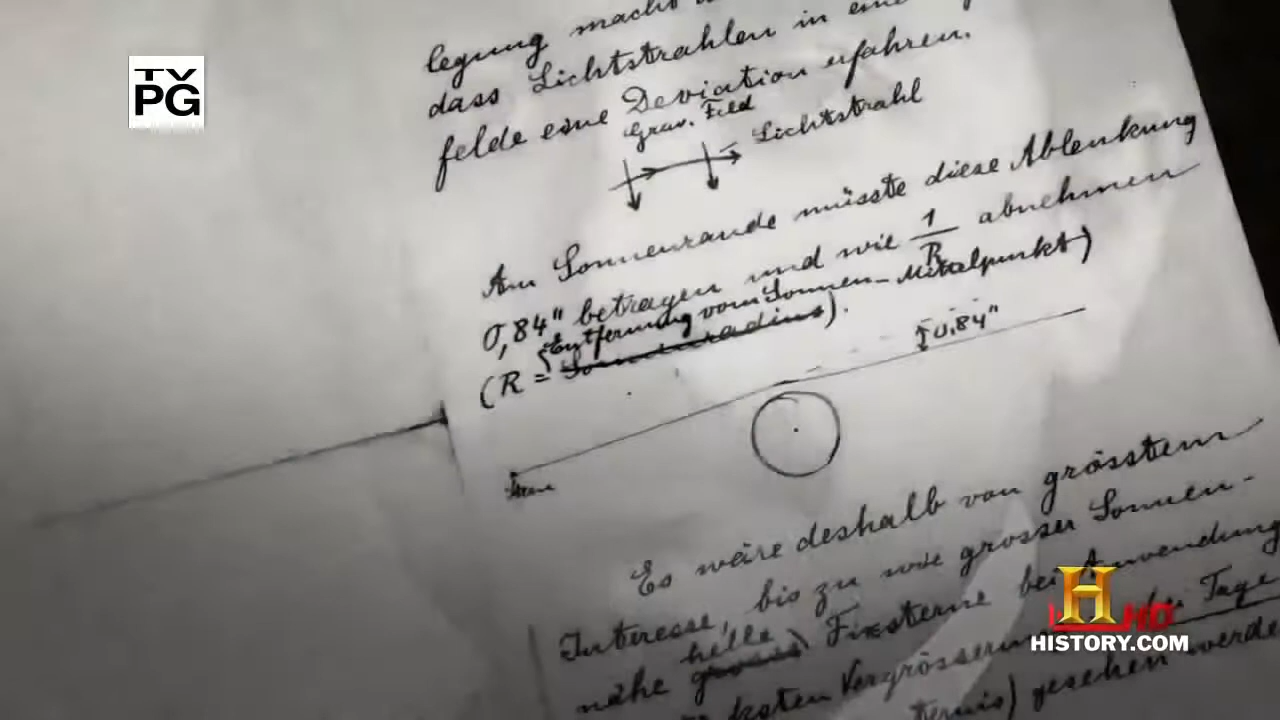 TV
PG
legung macht
dass Lichtstrahlen in
felde eine Deviation erfahren.
Grav. Feld
Lichtstrahl
Am Sonnenrande müsste diese Ablenkung
0,84" betragen und wie 1/R abnehmen
(Entfernung vom Sonnen-Mittelpunkt)
(R = Sonnenradius).
0,84"
Es wäre deshalb von grösstem
Interesse, bis zu wie grosser Sonnen-
nähe helle grosse Fixsterne bei Anwendung
Vergrösserung bei Tage
gesehen werden
H HD
HISTORY.COM